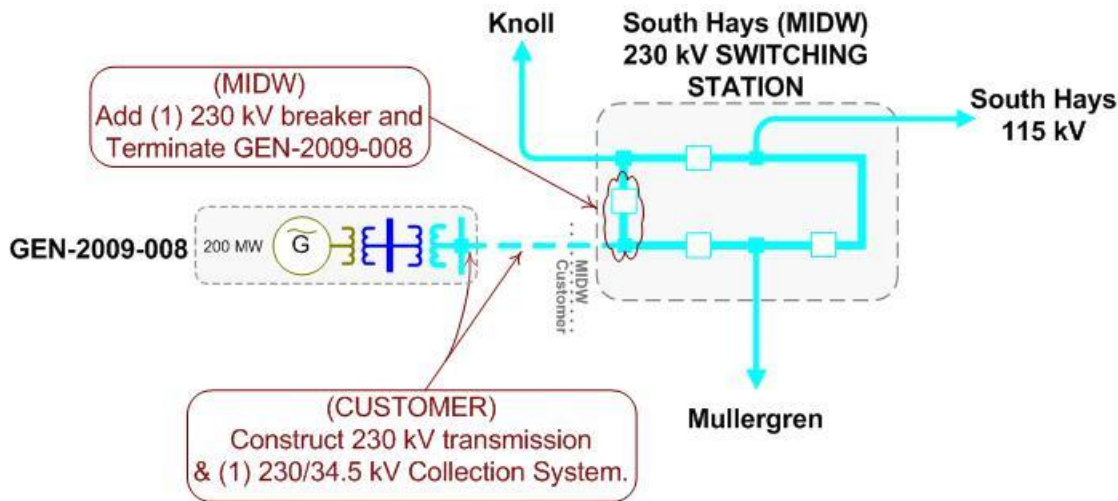 Knoll
South Hays (MIDW)
230 kV SWITCHING
STATION
South Hays
115 kV
(MIDW)
Add (1) 230 kV breaker and
Terminate GEN-2009-008
GEN-2009-008
200 MW
G
MIDW
Customer
Mullergren
(CUSTOMER)
Construct 230 kV transmission
& (1) 230/34.5 kV Collection System.